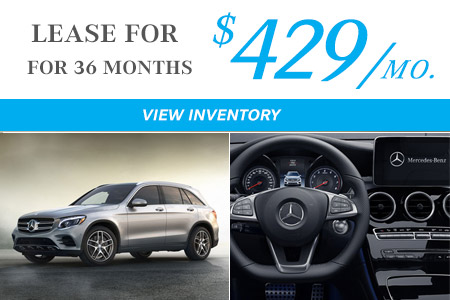 LEASE FOR
FOR 36 MONTHS
$429/MO.
VIEW INVENTORY
Mercedes-Benz